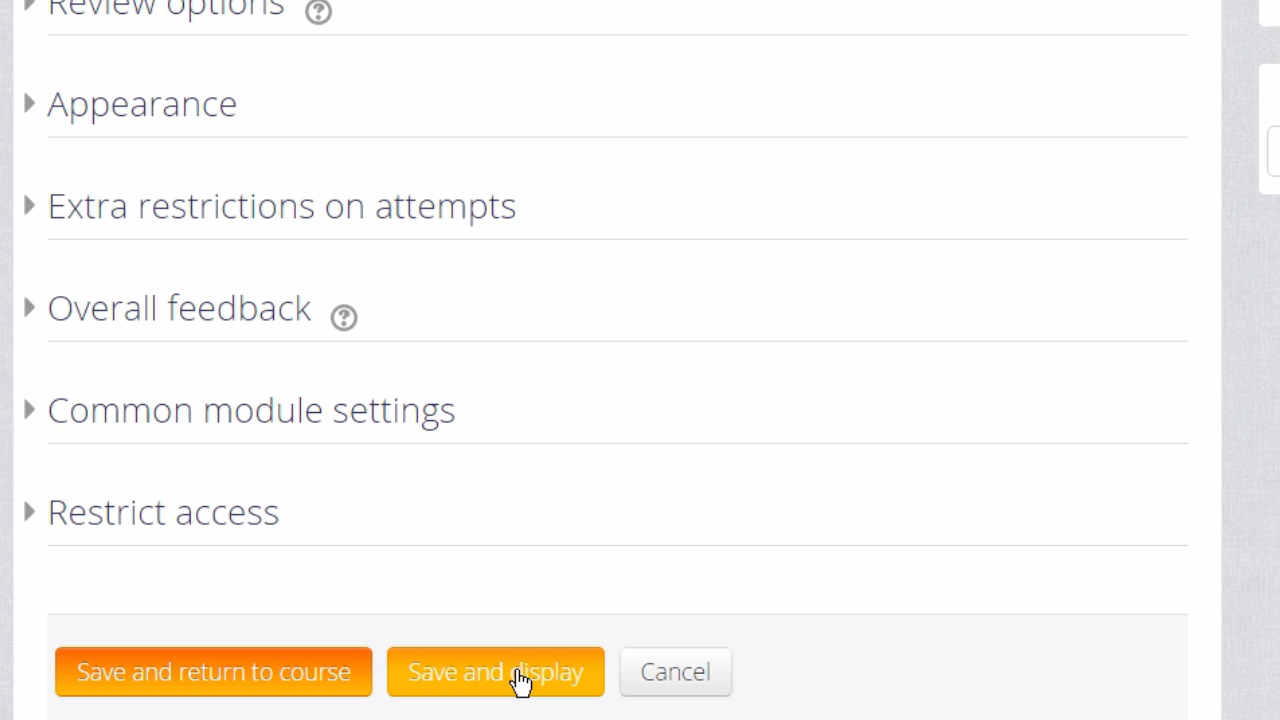 Review options
Appearance
Extra restrictions on attempts
Overall feedback
Common module settings
Restrict access
Save and return to course Save and display Cancel